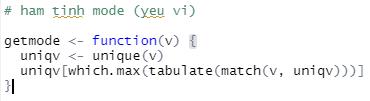 # ham tinh mode (yeu vi)
getmode <- function(v) {
  uniqv <- unique(v)
  uniqv[which.max(tabulate(match(v, uniqv)))]
}